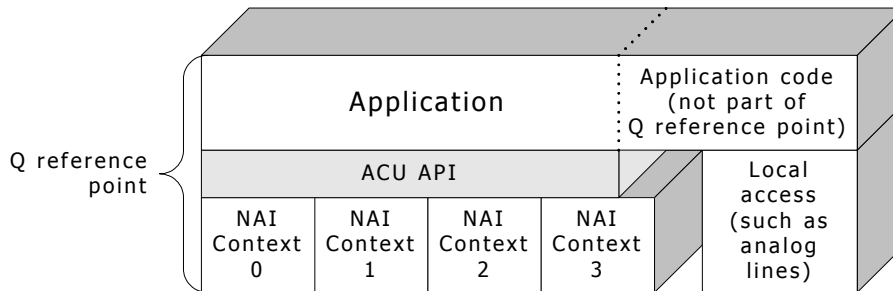 Q reference
point
Application
Application code
(not part of
Q reference point)
ACU API
NAI
Context
0
NAI
Context
1
NAI
Context
2
NAI
Context
3
Local
access
(such as
analog
lines)